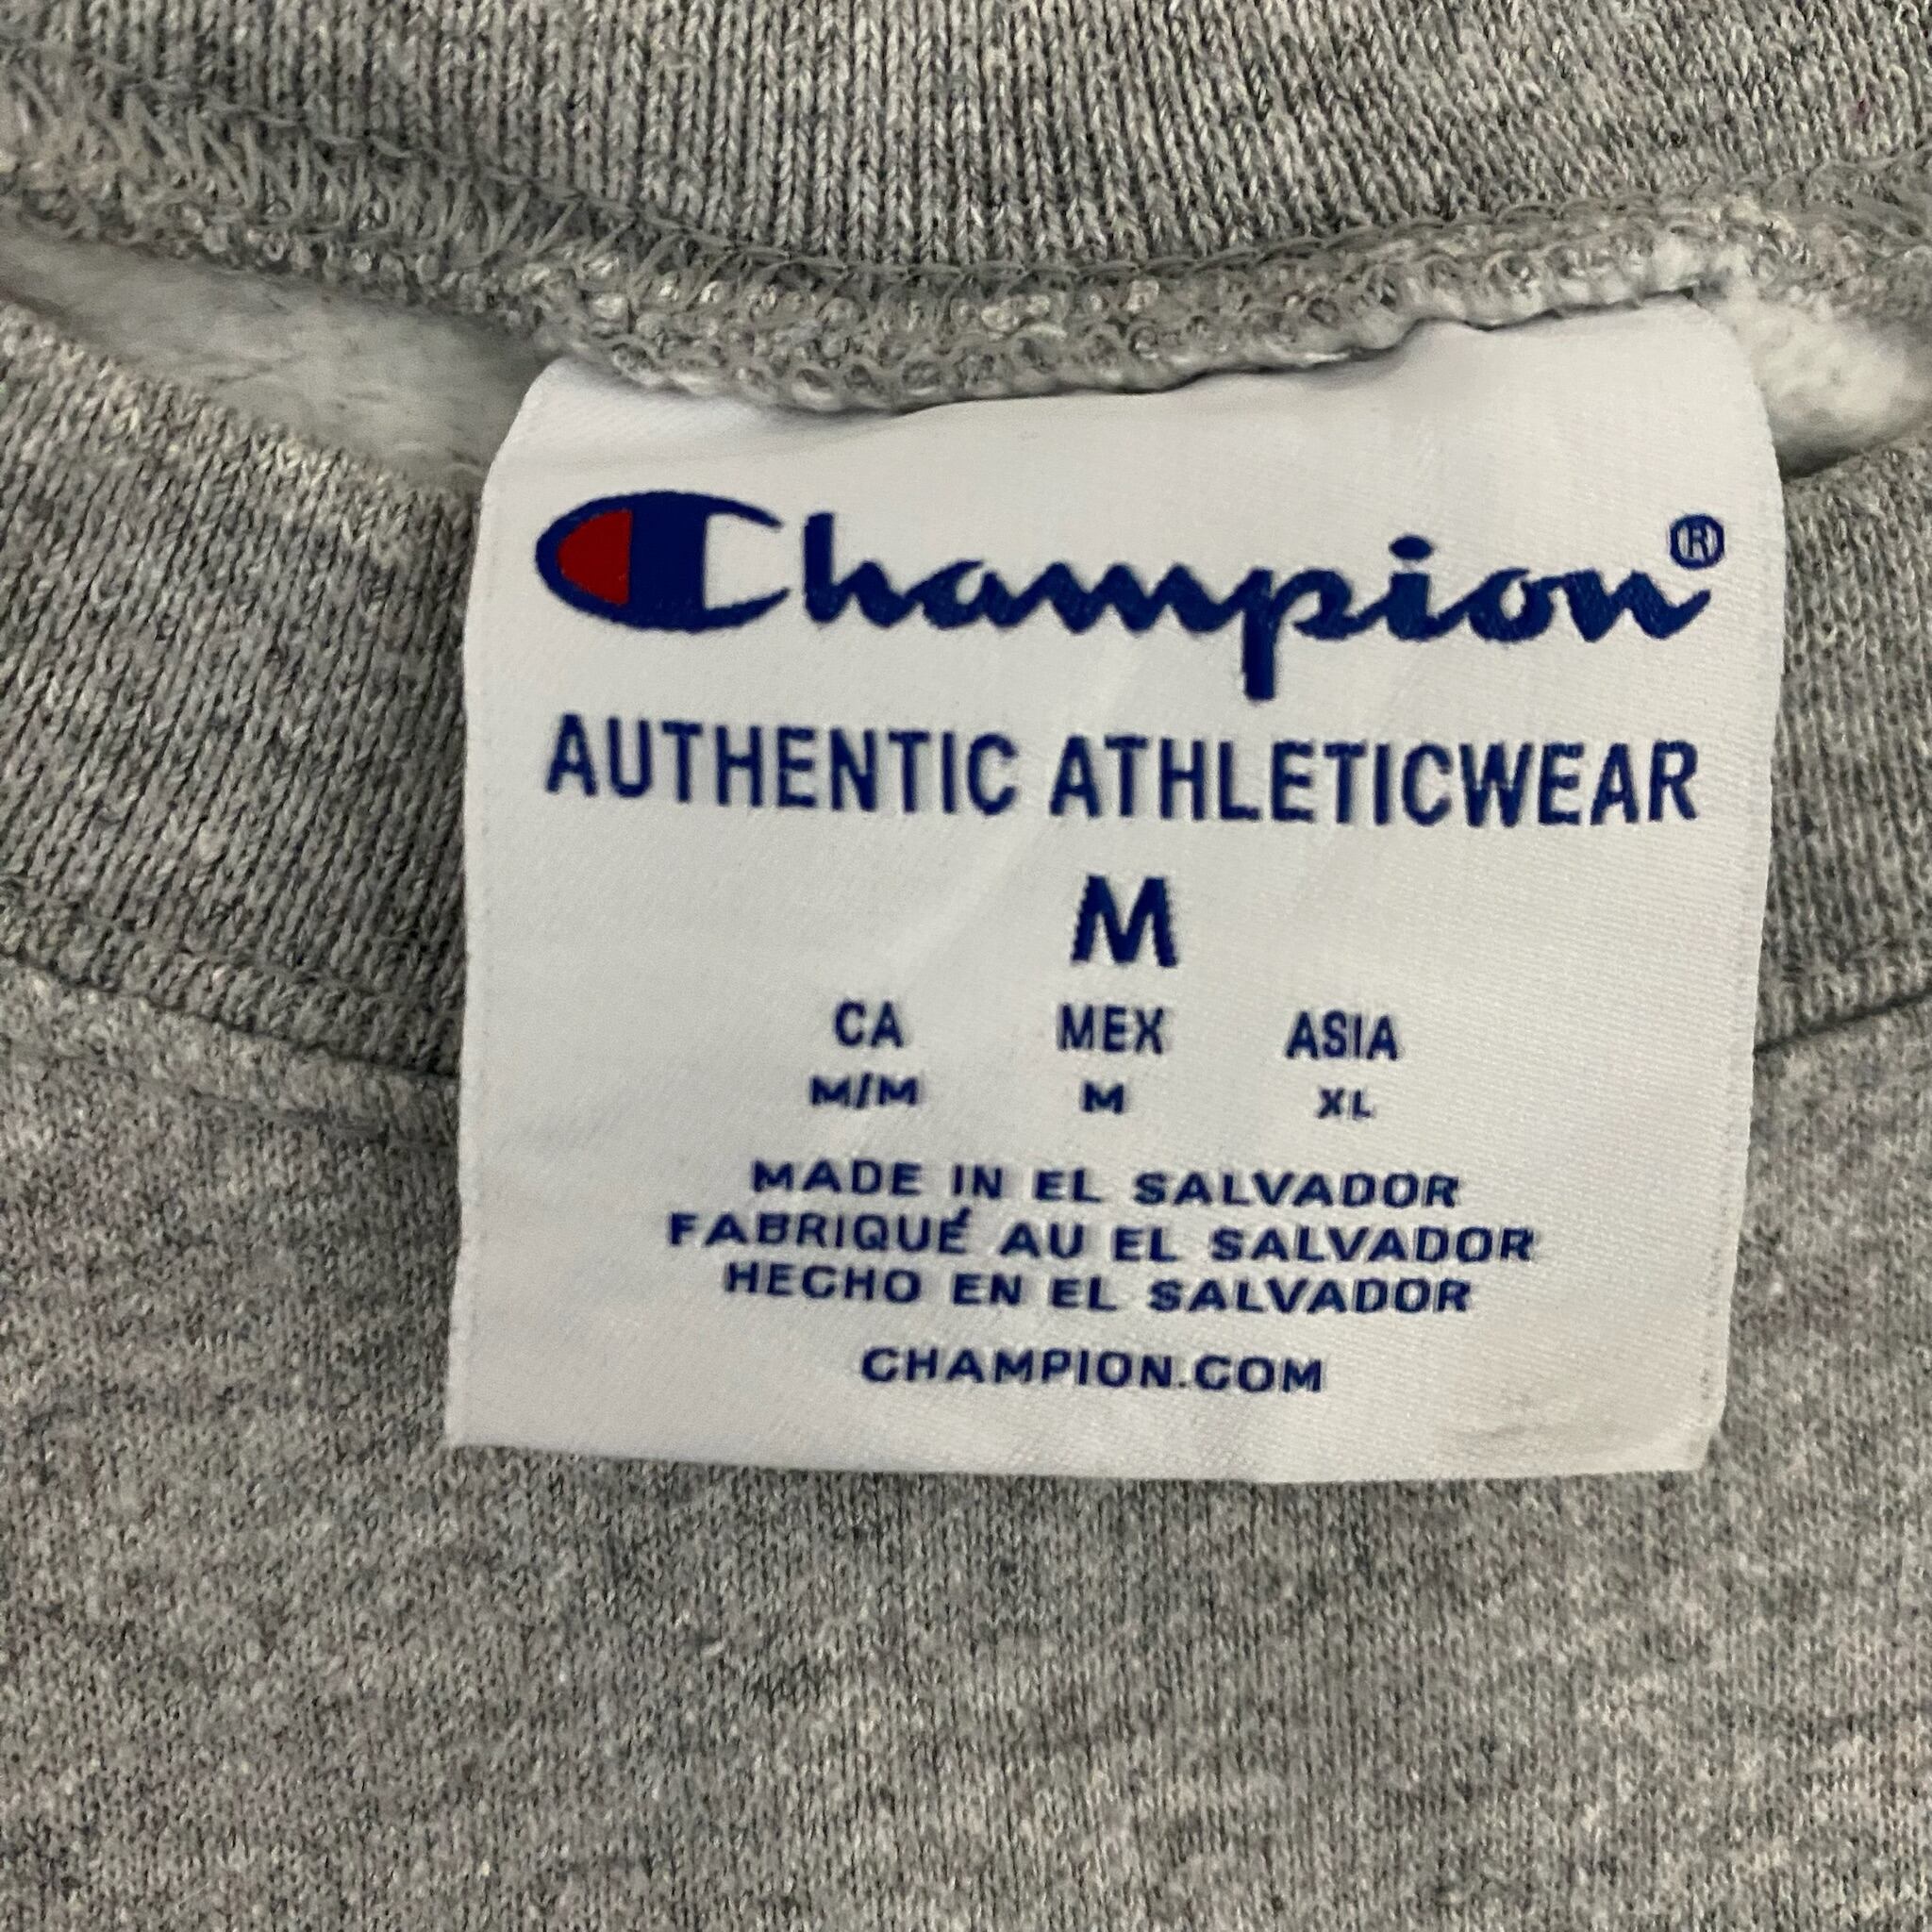 Champion®
AUTHENTIC ATHLETICWEAR
M
CA MEX ASIA
M/M M XL
MADE IN EL SALVADOR
FABRIQUÉ AU EL SALVADOR
HECHO EN EL SALVADOR
CHAMPION.COM